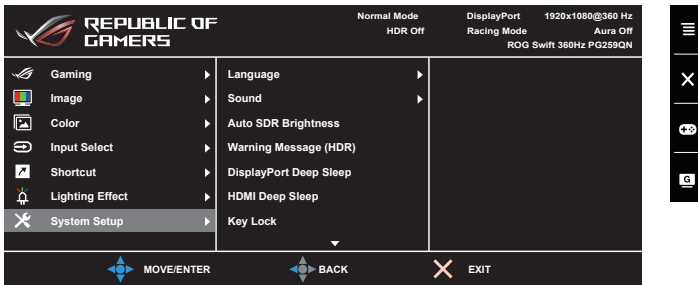 REPUBLIC OF
GAMERS
Normal Mode
HDR Off
DisplayPort 1920x1080@360 Hz
Racing Mode Aura Off
ROG Swift 360Hz PG259QN
Gaming
Image
Color
Input Select
Shortcut
Lighting Effect
System Setup
Language
Sound
Auto SDR Brightness
Warning Message (HDR)
DisplayPort Deep Sleep
HDMI Deep Sleep
Key Lock
MOVE/ENTER
BACK
EXIT
G